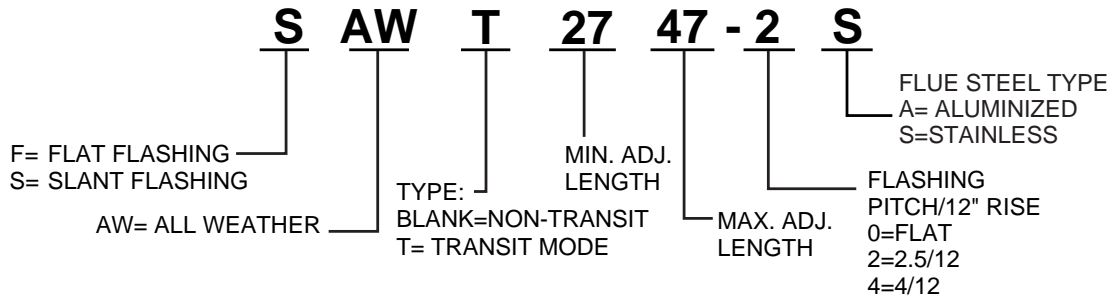 S AW T 27 47 - 2 S
FLUE STEEL TYPE
A= ALUMINIZED
S=STAINLESS
F= FLAT FLASHING
S= SLANT FLASHING
AW= ALL WEATHER
TYPE:
BLANK=NON-TRANSIT
T= TRANSIT MODE
MIN. ADJ.
LENGTH
MAX. ADJ.
LENGTH
FLASHING
PITCH/12" RISE
0=FLAT
2=2.5/12
4=4/12